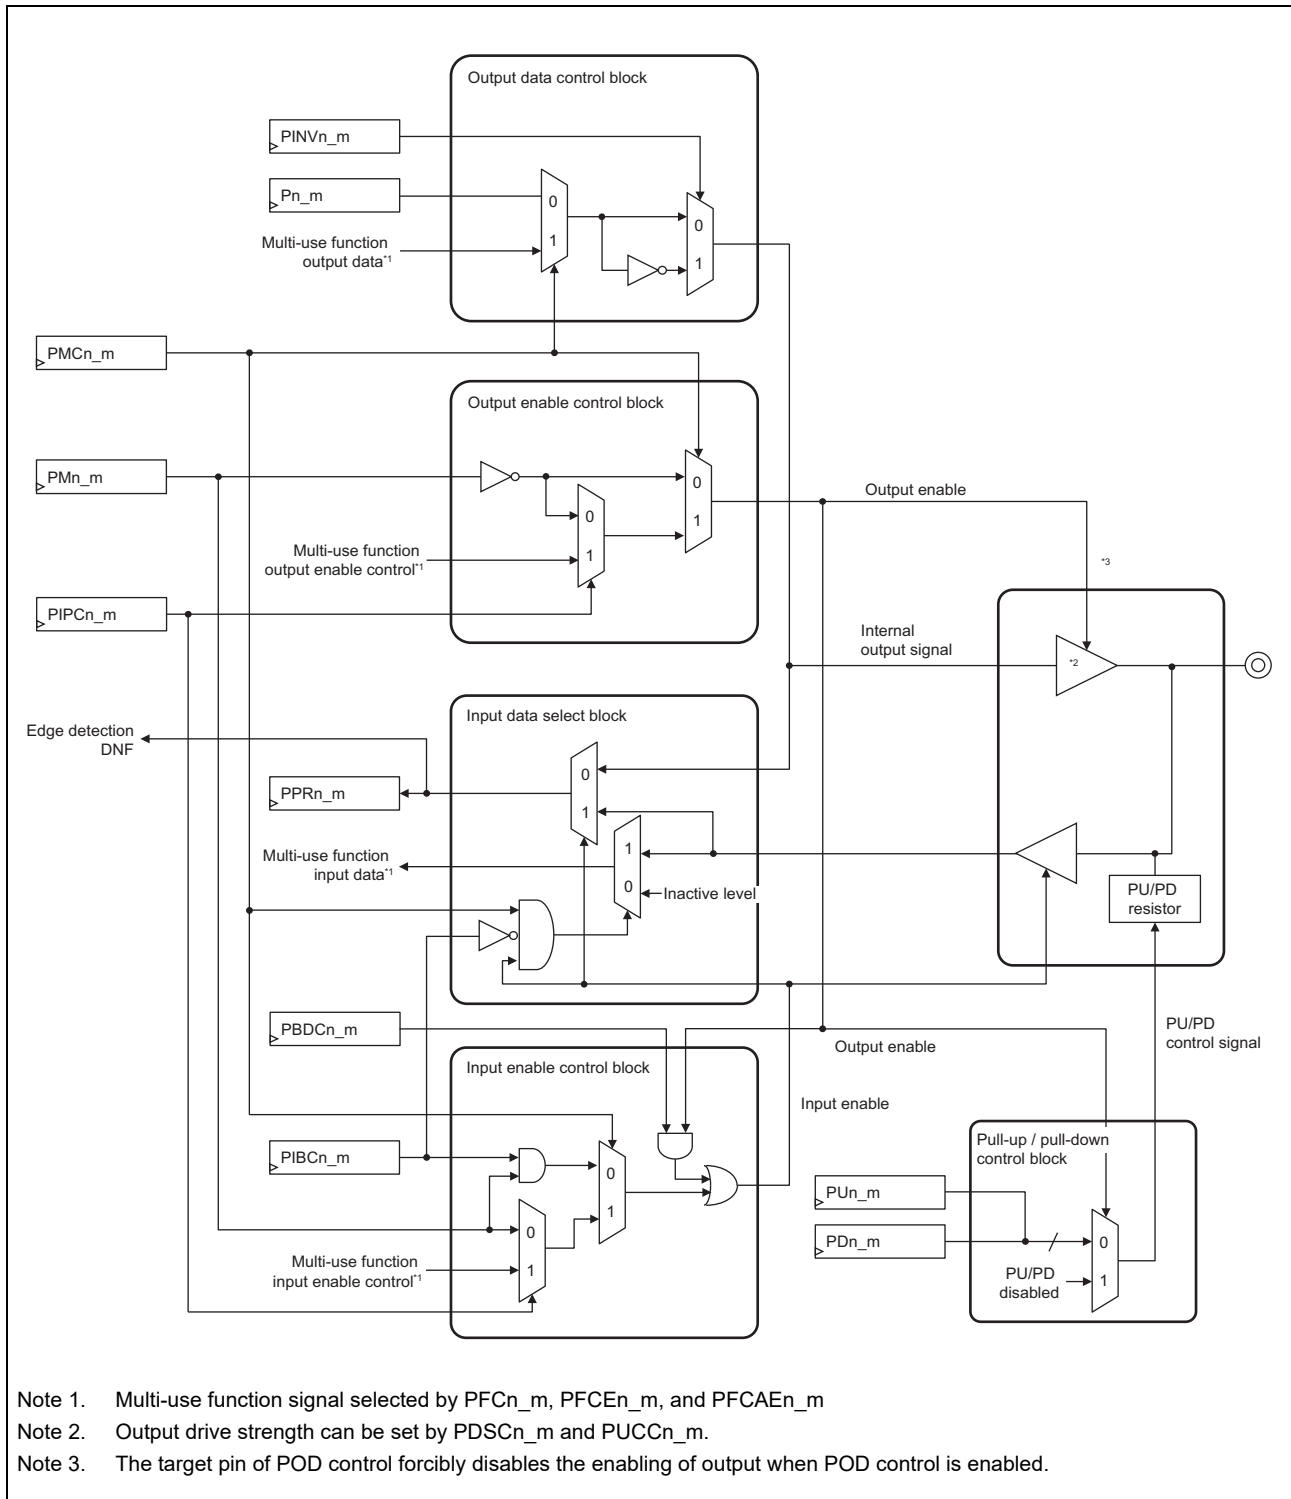 Output data control block
PINVn_m
Pn_m
0
1
0
1
Multi-use function
output data*1
PMCn_m
Output enable control block
PMn_m
0
1
0
1
Output enable
Multi-use function
output enable control*1
*3
PIPCn_m
Internal
output signal
*2
Input data select block
Edge detection
DNF
0
1
PPRn_m
Multi-use function
input data*1
1
0
Inactive level
PU/PD
resistor
PBDCn_m
Output enable
PU/PD
control signal
Input enable control block
Input enable
PIBCn_m
0
1
0
1
Multi-use function
input enable control*1
Pull-up / pull-down
control block
PUn_m
PDn_m
0
1
PU/PD
disabled
Note 1. Multi-use function signal selected by PFCn_m, PFCEn_m, and PFCAEn_m
Note 2. Output drive strength can be set by PDSCn_m and PUCCn_m.
Note 3. The target pin of POD control forcibly disables the enabling of output when POD control is enabled.